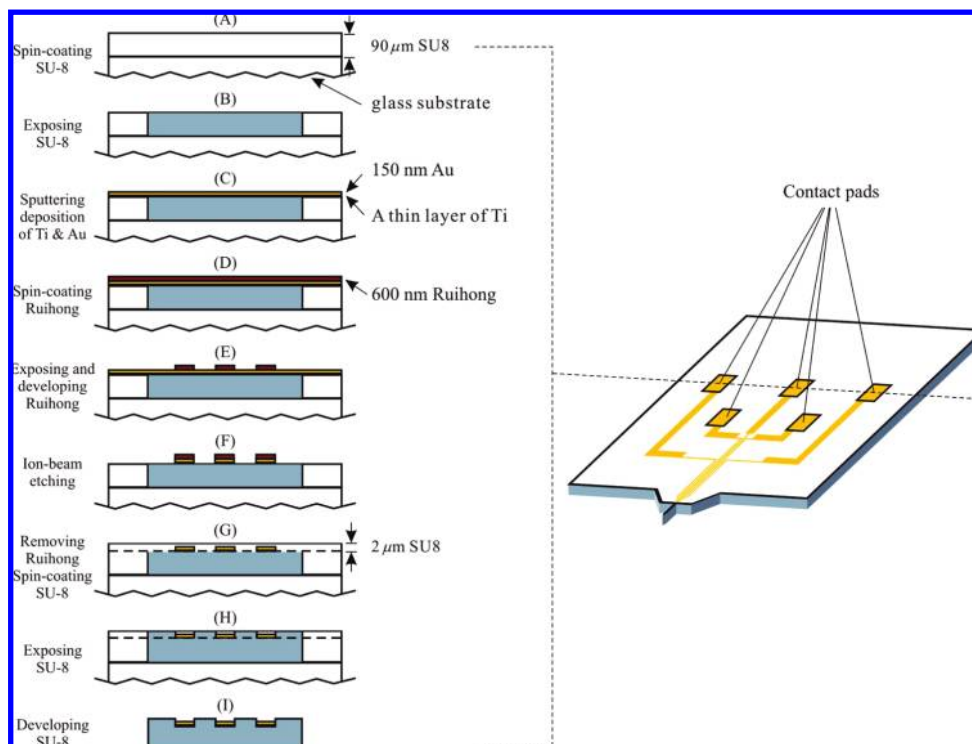 (A)
Spin-coating
SU-8
90 μm SU8
glass substrate
(B)
Exposing
SU-8
(C)
Sputtering
deposition
of Ti & Au
150 nm Au
A thin layer of Ti
(D)
Spin-coating
Ruihong
600 nm Ruihong
(E)
Exposing and
developing
Ruihong
(F)
Ion-beam
etching
(G)
Removing
Ruihong
Spin-coating
SU-8
2 μm SU8
(H)
Exposing
SU-8
(I)
Developing
SU-8
Contact pads